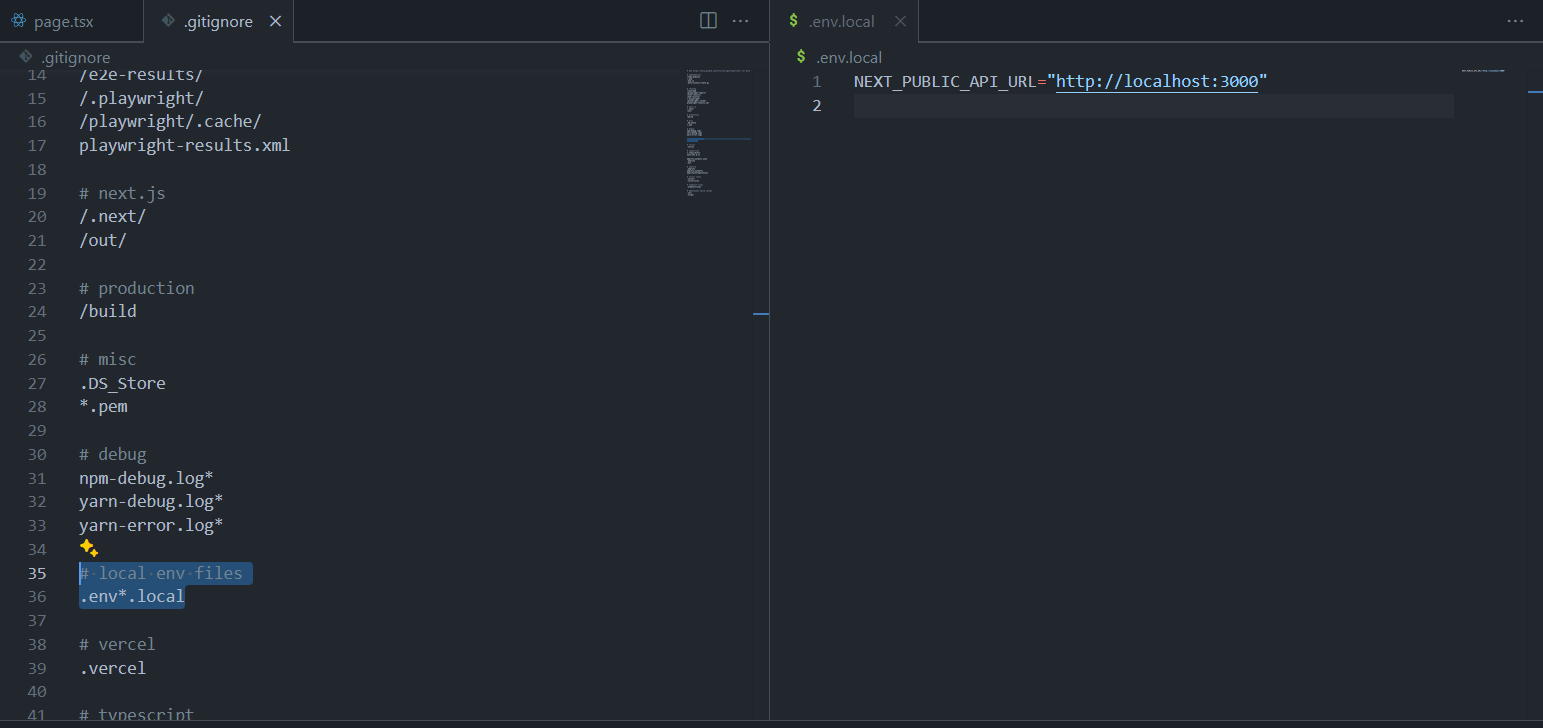 page.tsx
.gitignore
.env.local
.gitignore
.env.local
14 /e2e-results/
15 /.playwright/
16 /playwright/.cache/
17 playwright-results.xml
18
19 # next.js
20 /.next/
21 /out/
22
23 # production
24 /build
25
26 # misc
27 .DS_Store
28 *.pem
29
30 # debug
31 npm-debug.log*
32 yarn-debug.log*
33 yarn-error.log*
34
35 # local env files
36 .env*.local
37
38 # vercel
39 .vercel
40
41 # typescript
1 NEXT_PUBLIC_API_URL="http://localhost:3000"
2